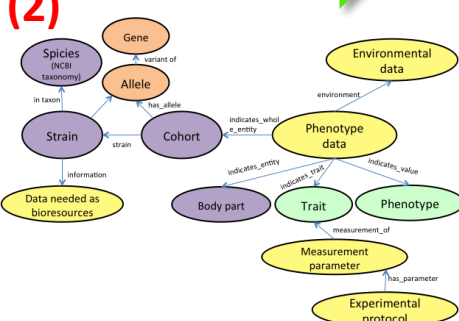 (2)
Gene
Spicies
(NCBI
taxonomy)
variant of
Environmental
data
Allele
in taxon
has_allele
environment
indicates_whol
e_entity
Strain
Cohort
Phenotype
data
strain
information
indicates_entity
indicates_trait
indicates_value
Data needed as
bioresources
Body part
Trait
Phenotype
measurement_of
Measurement
parameter
has_parameter
Experimental
protocol